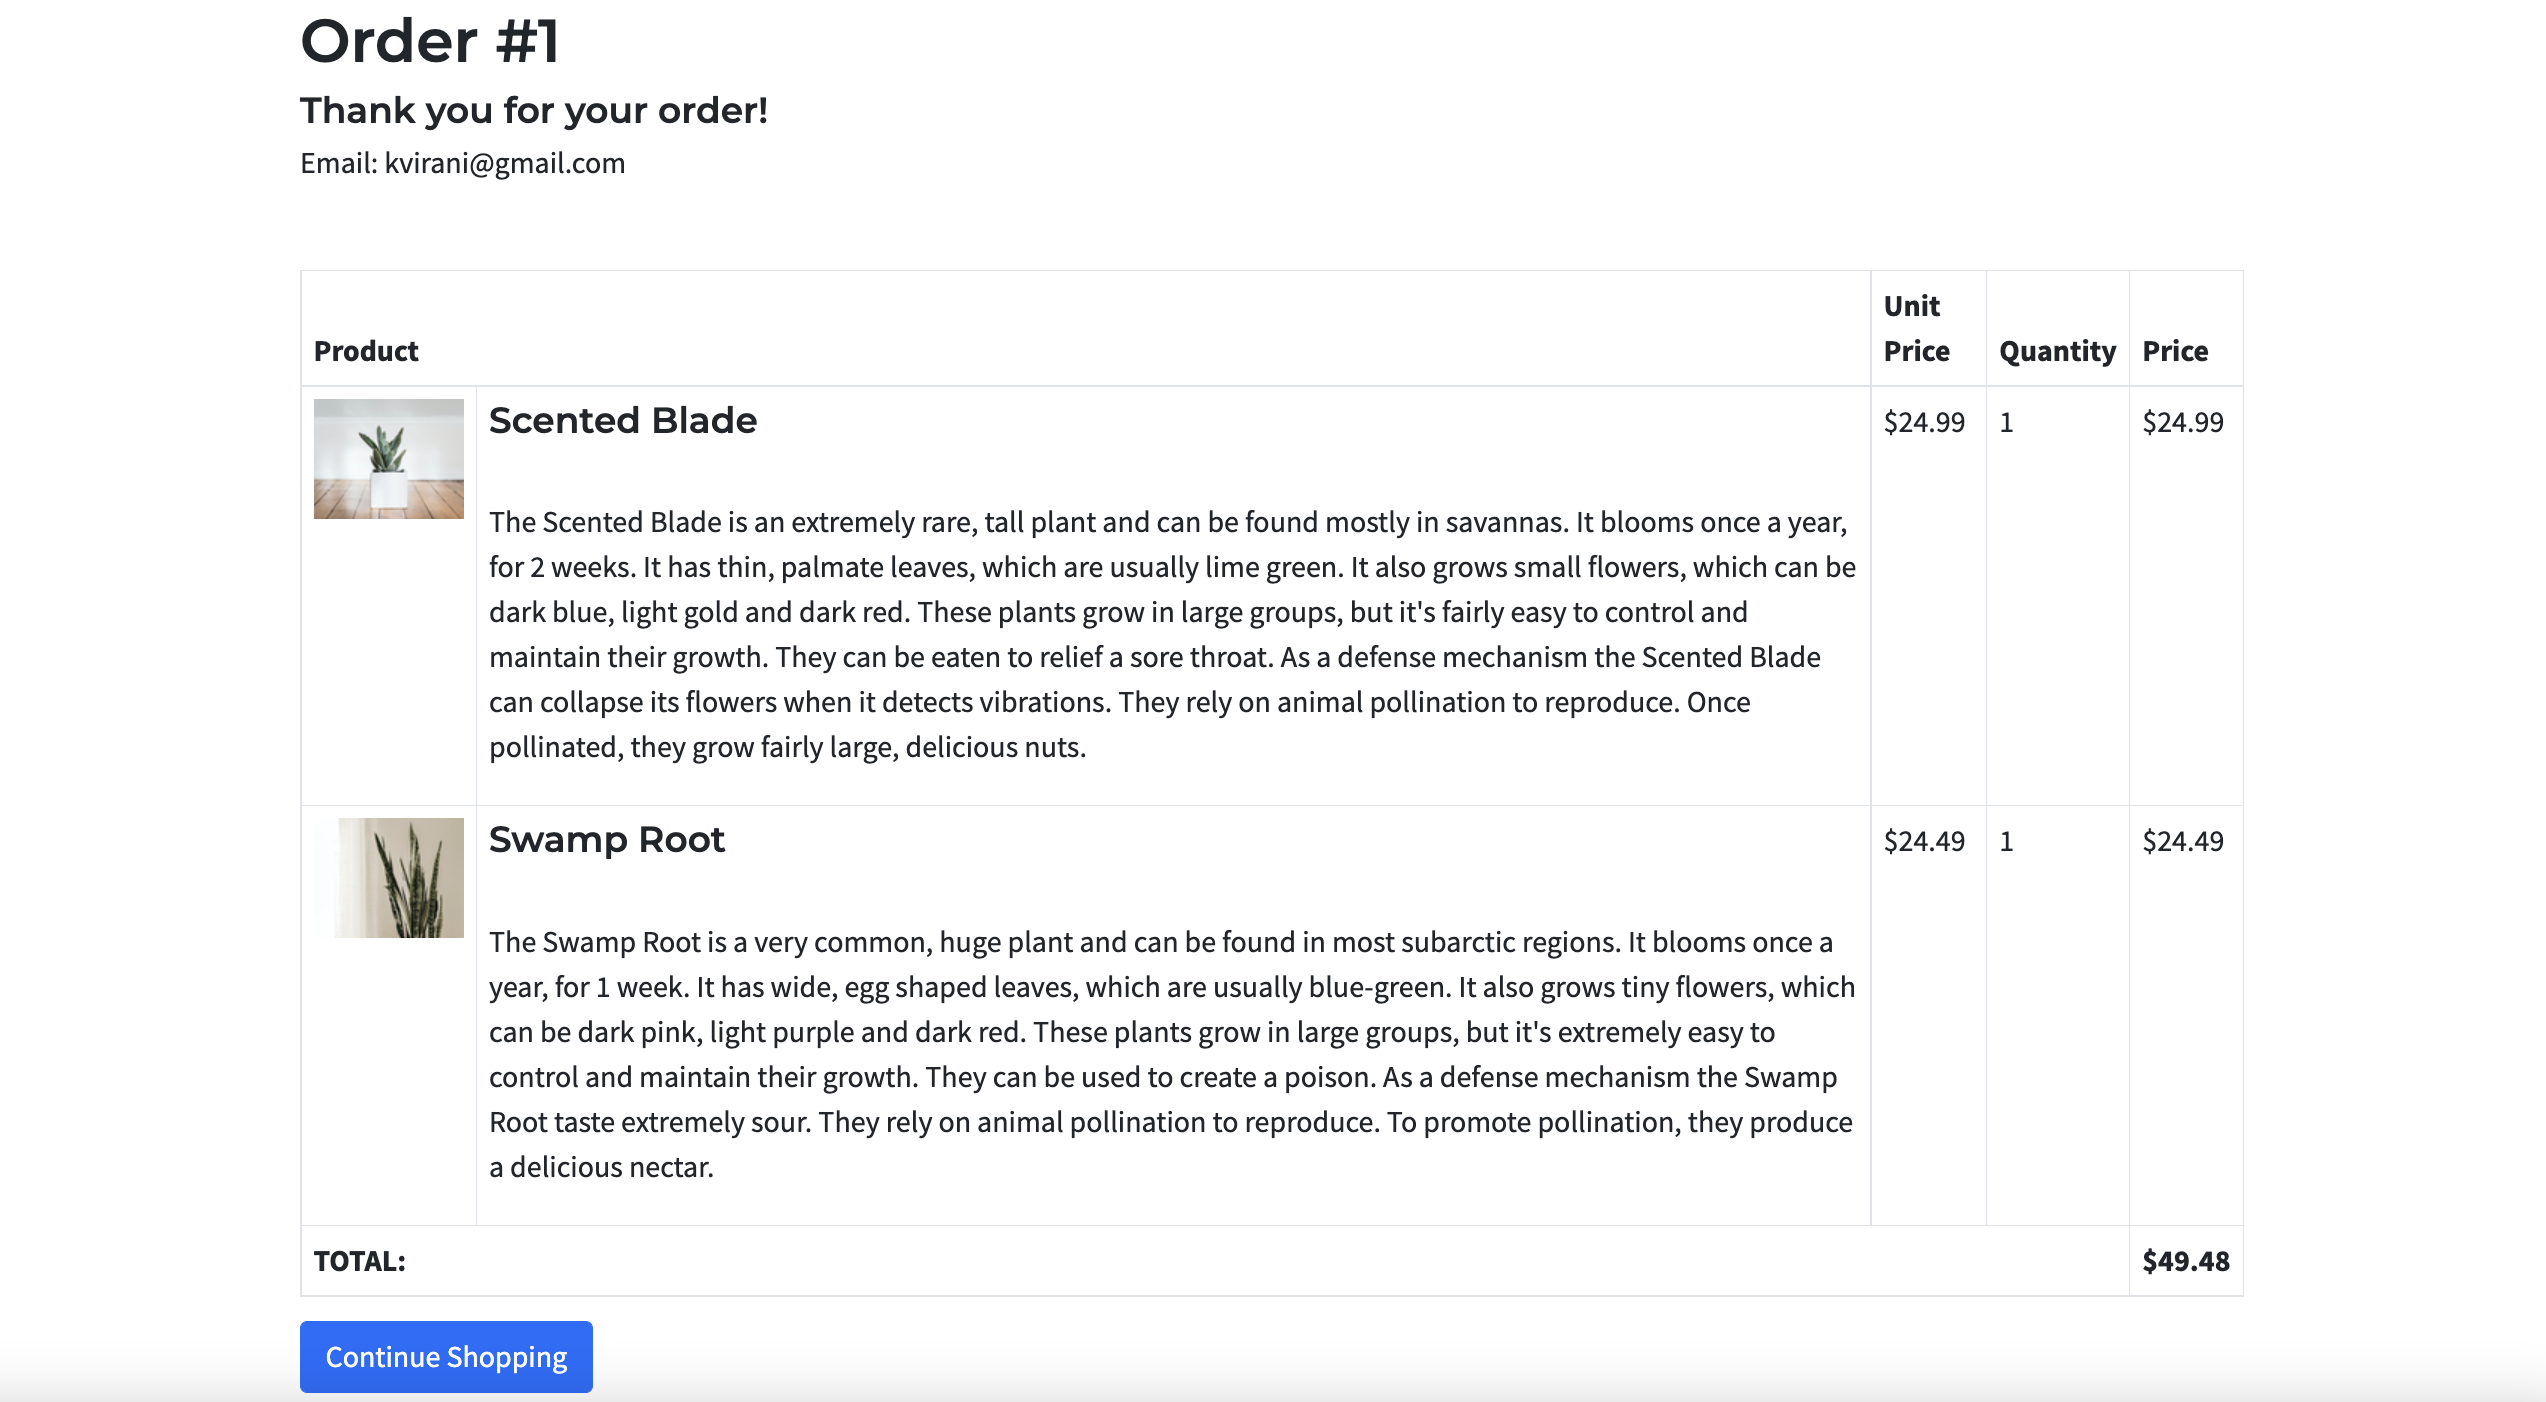 Order #1
Thank you for your order!
Email: kvirani@gmail.com
Product
Unit
Price
Quantity
Price
Scented Blade
$24.99
1
$24.99
The Scented Blade is an extremely rare, tall plant and can be found mostly in savannas. It blooms once a year,
for 2 weeks. It has thin, palmate leaves, which are usually lime green. It also grows small flowers, which can be
dark blue, light gold and dark red. These plants grow in large groups, but it's fairly easy to control and
maintain their growth. They can be eaten to relief a sore throat. As a defense mechanism the Scented Blade
can collapse its flowers when it detects vibrations. They rely on animal pollination to reproduce. Once
pollinated, they grow fairly large, delicious nuts.
Swamp Root
$24.49
1
$24.49
The Swamp Root is a very common, huge plant and can be found in most subarctic regions. It blooms once a
year, for 1 week. It has wide, egg shaped leaves, which are usually blue-green. It also grows tiny flowers, which
can be dark pink, light purple and dark red. These plants grow in large groups, but it's extremely easy to
control and maintain their growth. They can be used to create a poison. As a defense mechanism the Swamp
Root taste extremely sour. They rely on animal pollination to reproduce. To promote pollination, they produce
a delicious nectar.
TOTAL:
$49.48
Continue Shopping